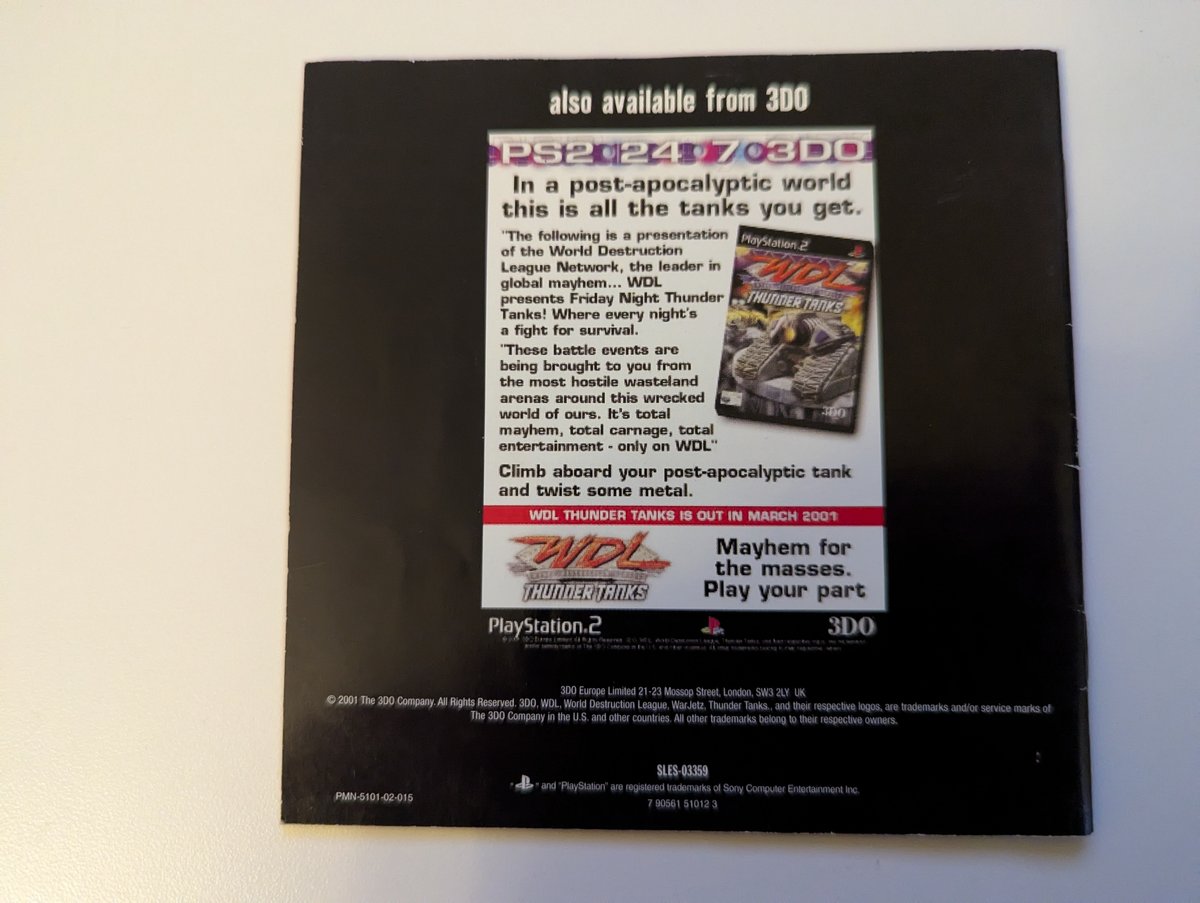 also available from 3DO
PS2 24 7 3DO
In a post-apocalyptic world
this is all the tanks you get.
"The following is a presentation
of the World Destruction
League Network, the leader in
global mayhem... WDL
presents Friday Night Thunder
Tanks! Where every night's
a fight for survival.
"These battle events are
being brought to you from
the most hostile wasteland
arenas around this wrecked
world of ours. It's total
mayhem, total carnage, total
entertainment - only on WDL"
PlayStation.2
WDL
THUNDER TANKS
3DO
Climb aboard your post-apocalyptic tank
and twist some metal.
WDL THUNDER TANKS IS OUT IN MARCH 2001
WDL
THUNDER TANKS
Mayhem for
the masses.
Play your part
PlayStation.2
3DO
3DO Europe Limited 21-23 Mossop Street, London, SW3 2LY UK
© 2001 The 3DO Company. All Rights Reserved. 3DO, WDL, World Destruction League, WarJetz, Thunder Tanks., and their respective logos, are trademarks and/or service marks of
The 3DO Company in the U.S. and other countries. All other trademarks belong to their respective owners.
SLES-03359
" " and "PlayStation" are registered trademarks of Sony Computer Entertainment Inc.
PMN-5101-02-015
7 90561 51012 3